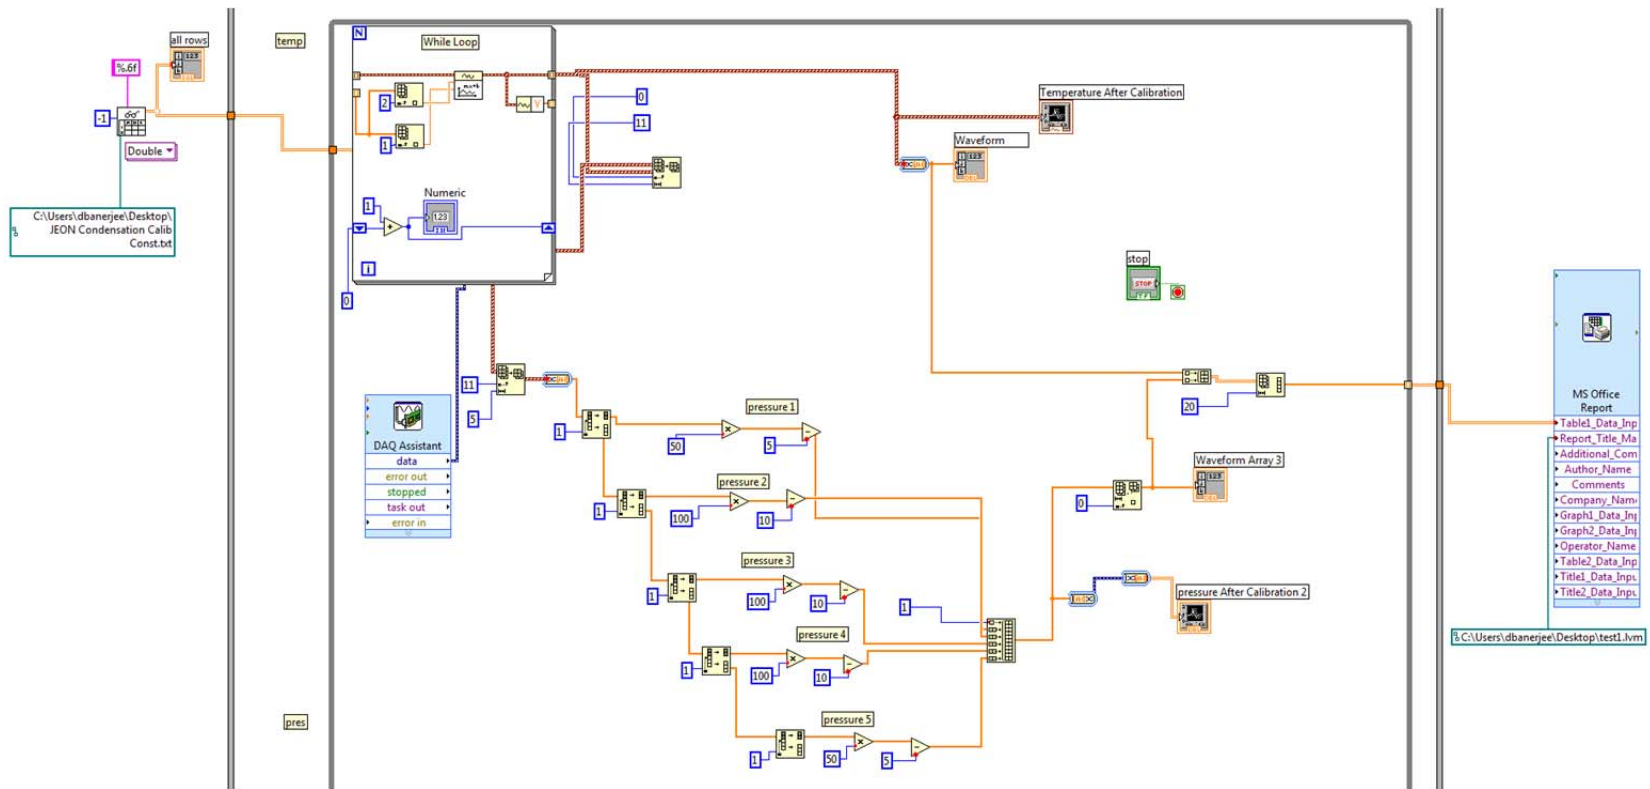 all rows
temp
N
While Loop
%.6f
2
0
Temperature After Calibration
-1
11
1
Waveform
Double
Numeric
1
1.23
C:\Users\dbanerjee\Desktop\
JEON Condensation Calib
Const.txt
i
0
stop
STOP
11
5
DAQ Assistant
data
error out
stopped
task out
error in
1
pressure 1
50
5
20
MS Office
Report
Table1_Data_Inp
Report_Title_Ma
Additional_Com
Author_Name
Comments
Company_Nam
Graph1_Data_Inp
Graph2_Data_Inp
Operator_Name
Table2_Data_Inp
Title1_Data_Inpu
Title2_Data_Inpu
1
pressure 2
100
10
Waveform Array 3
0
1
pressure 3
100
10
1
pressure After Calibration 2
1
pressure 4
100
10
C:\Users\dbanerjee\Desktop\test1.lvm
pres
1
pressure 5
50
5